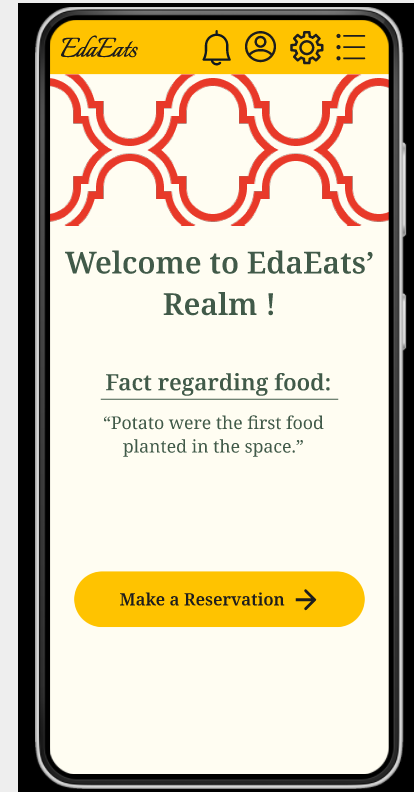 EdaEats
Welcome to EdaEats’
Realm !
Fact regarding food:
“Potato were the first food
planted in the space.”
Make a Reservation